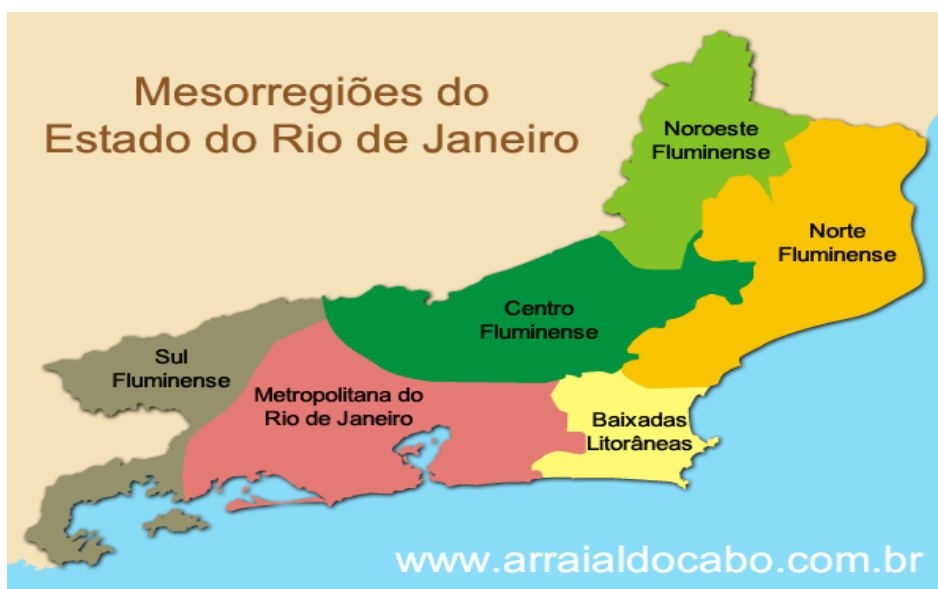 Mesorregiões do
Estado do Rio de Janeiro
Noroeste
Fluminense
Norte
Fluminense
Centro
Fluminense
Sul
Fluminense
Metropolitana do
Rio de Janeiro
Baixadas
Litorâneas
www.arraialdocabo.com.br